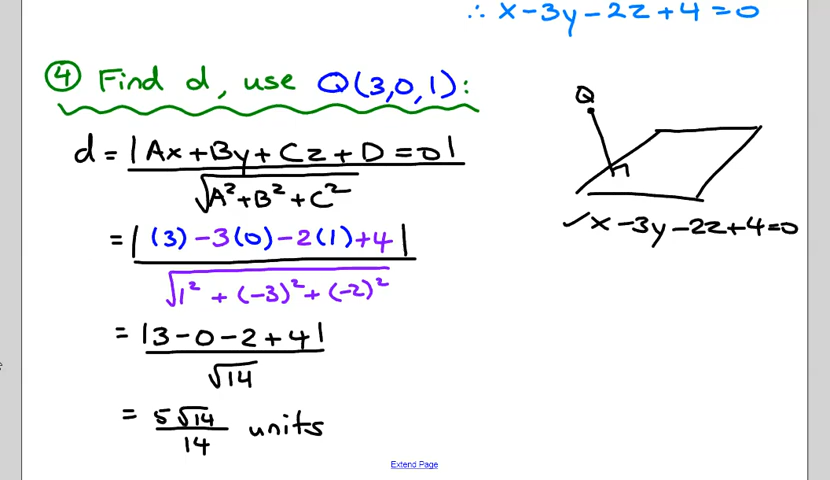 ∴ x-3y-2z+4=0
④ Find d, use Q(3,0,1):
Q
d = |Ax+By+Cz+D=0|
√A²+B²+C²
x-3y-2z+4=0
= |(3)-3(0)-2(1)+4|
√1²+(-3)²+(-2)²
= |3-0-2+4|
√14
= 5√14
14 units
Extend Page